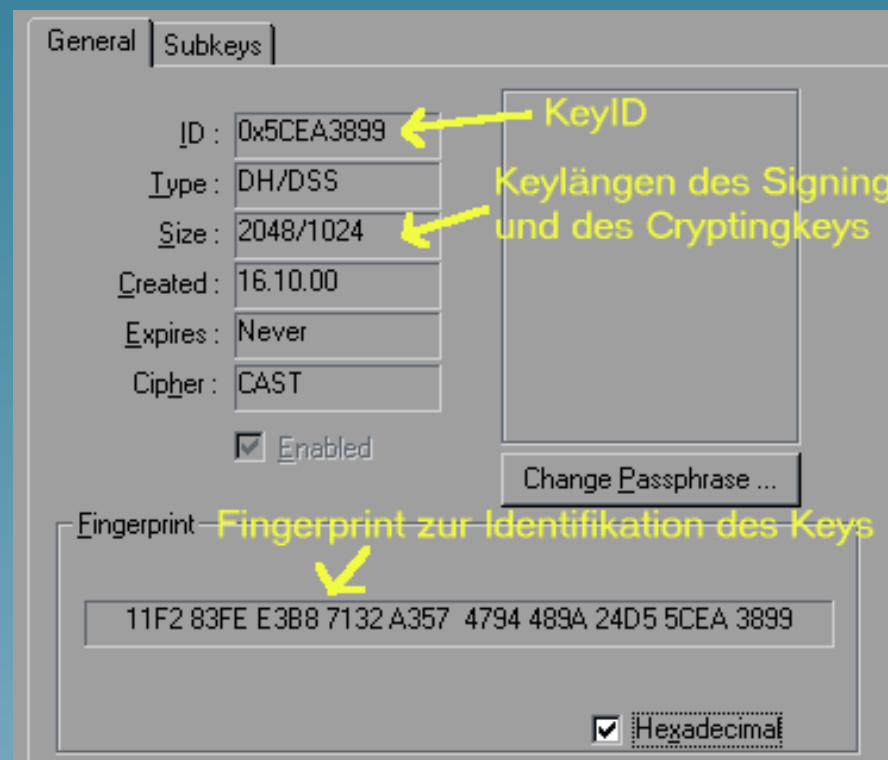 General Subkeys
ID : 0x5CEA3899 KeyID
Type : DH/DSS Keylängen des Signing
Size : 2048/1024 und des Cryptingkeys
Created : 16.10.00
Expires : Never
Cipher : CAST
Enabled
Change Passphrase ...
Fingerprint Fingerprint zur Identifikation des Keys
11F2 83FE E3B8 7132 A357 4794 489A 24D5 5CEA 3899
Hexadecimal